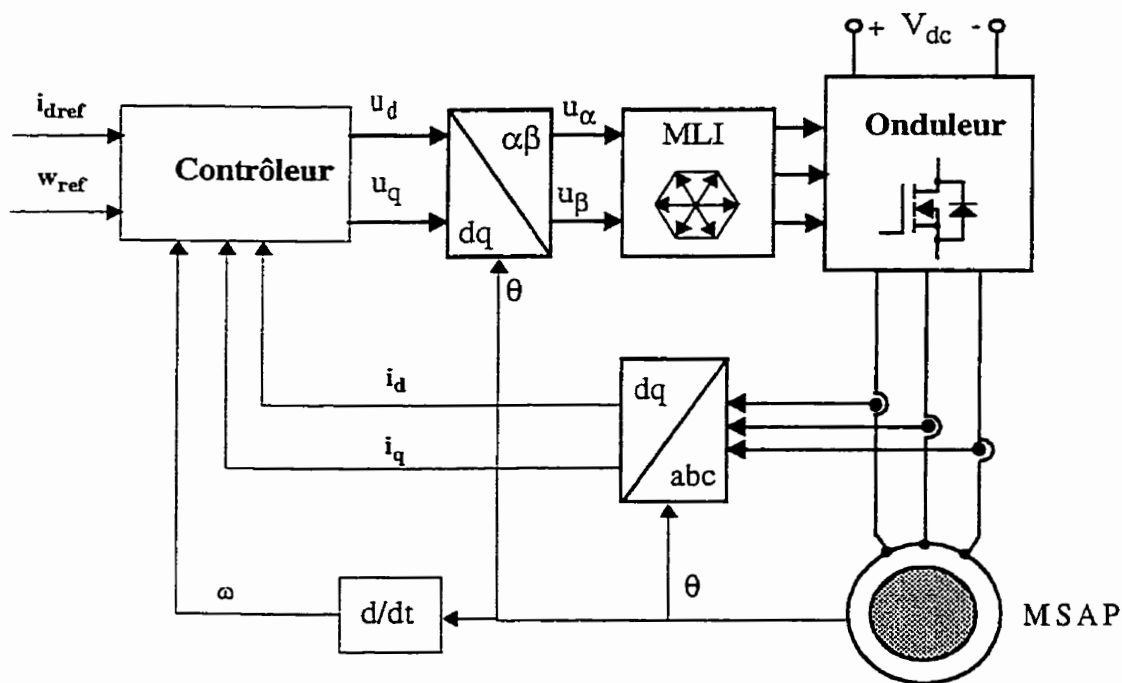 + V_dc -
i_dref
w_ref
Contrôleur
u_d
u_q
αβ
dq
u_α
u_β
MLI
Onduleur
θ
i_d
i_q
dq
abc
ω
d/dt
θ
MSAP